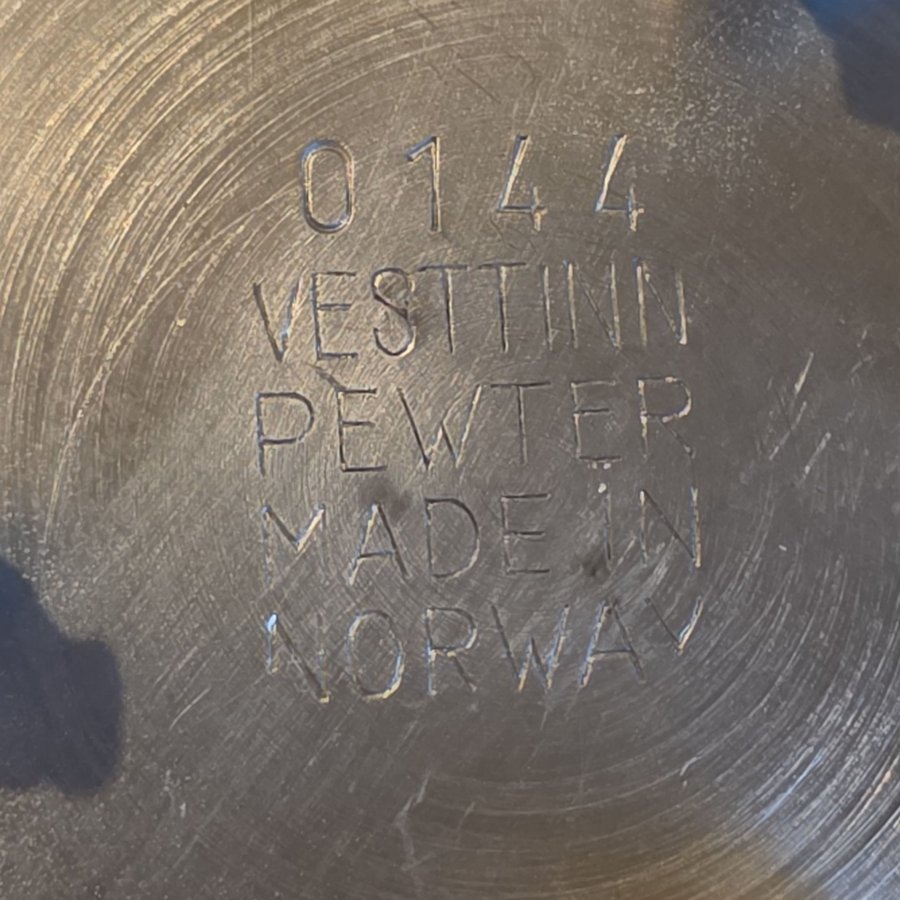 0144
VESTTINN
PEWTER
MADE IN
NORWAY